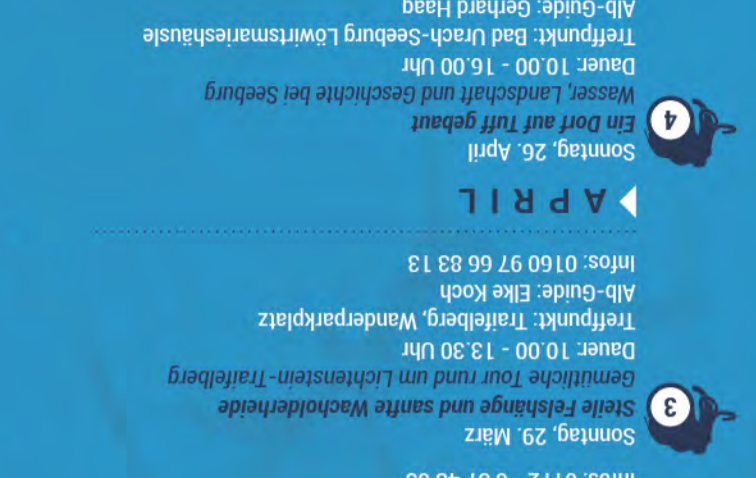 Sonntag, 29. März
3
Steile Felshänge und sanfte Wacholderheide
Gemütliche Tour rund um Lichtenstein-Traifelberg
Dauer: 10.00 - 13.30 Uhr
Treffpunkt: Traifelberg, Wanderparkplatz
Alb-Guide: Elke Koch
Infos: 0160 97 66 83 13
APRIL
Sonntag, 26. April
4
Ein Dorf auf Tuff gebaut
Wasser, Landschaft und Geschichte bei Seeburg
Dauer: 10.00 - 16.00 Uhr
Treffpunkt: Bad Urach-Seeburg Löwirtsmarieshäusle
Alb-Guide: Gerhard Haag